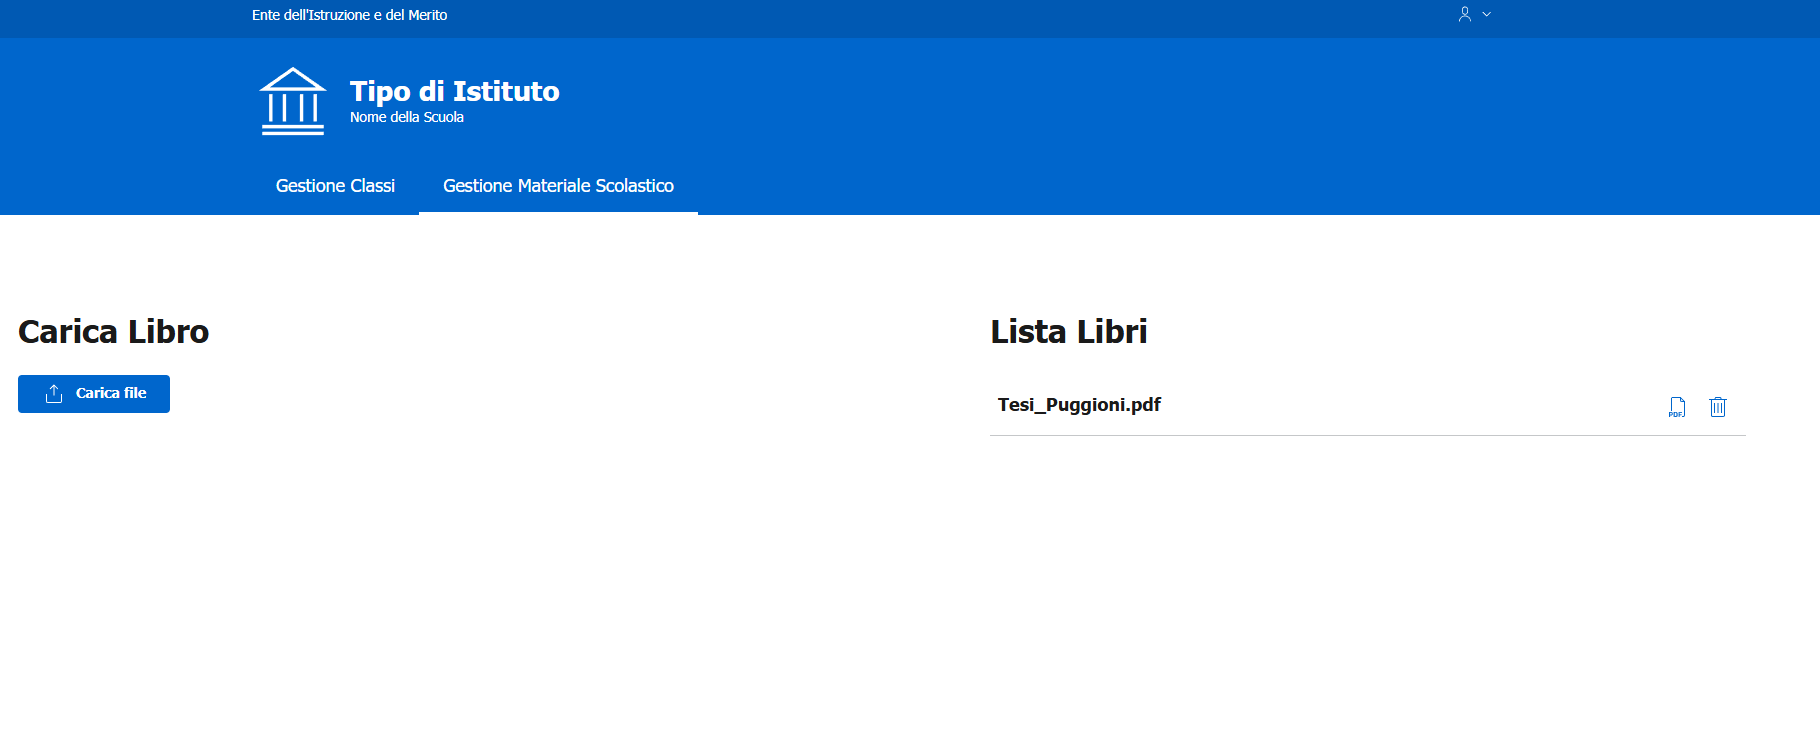 Ente dell'Istruzione e del Merito
Tipo di Istituto
Nome della Scuola
Gestione Classi
Gestione Materiale Scolastico
Carica Libro
Carica file
Lista Libri
Tesi_Puggioni.pdf
PDF